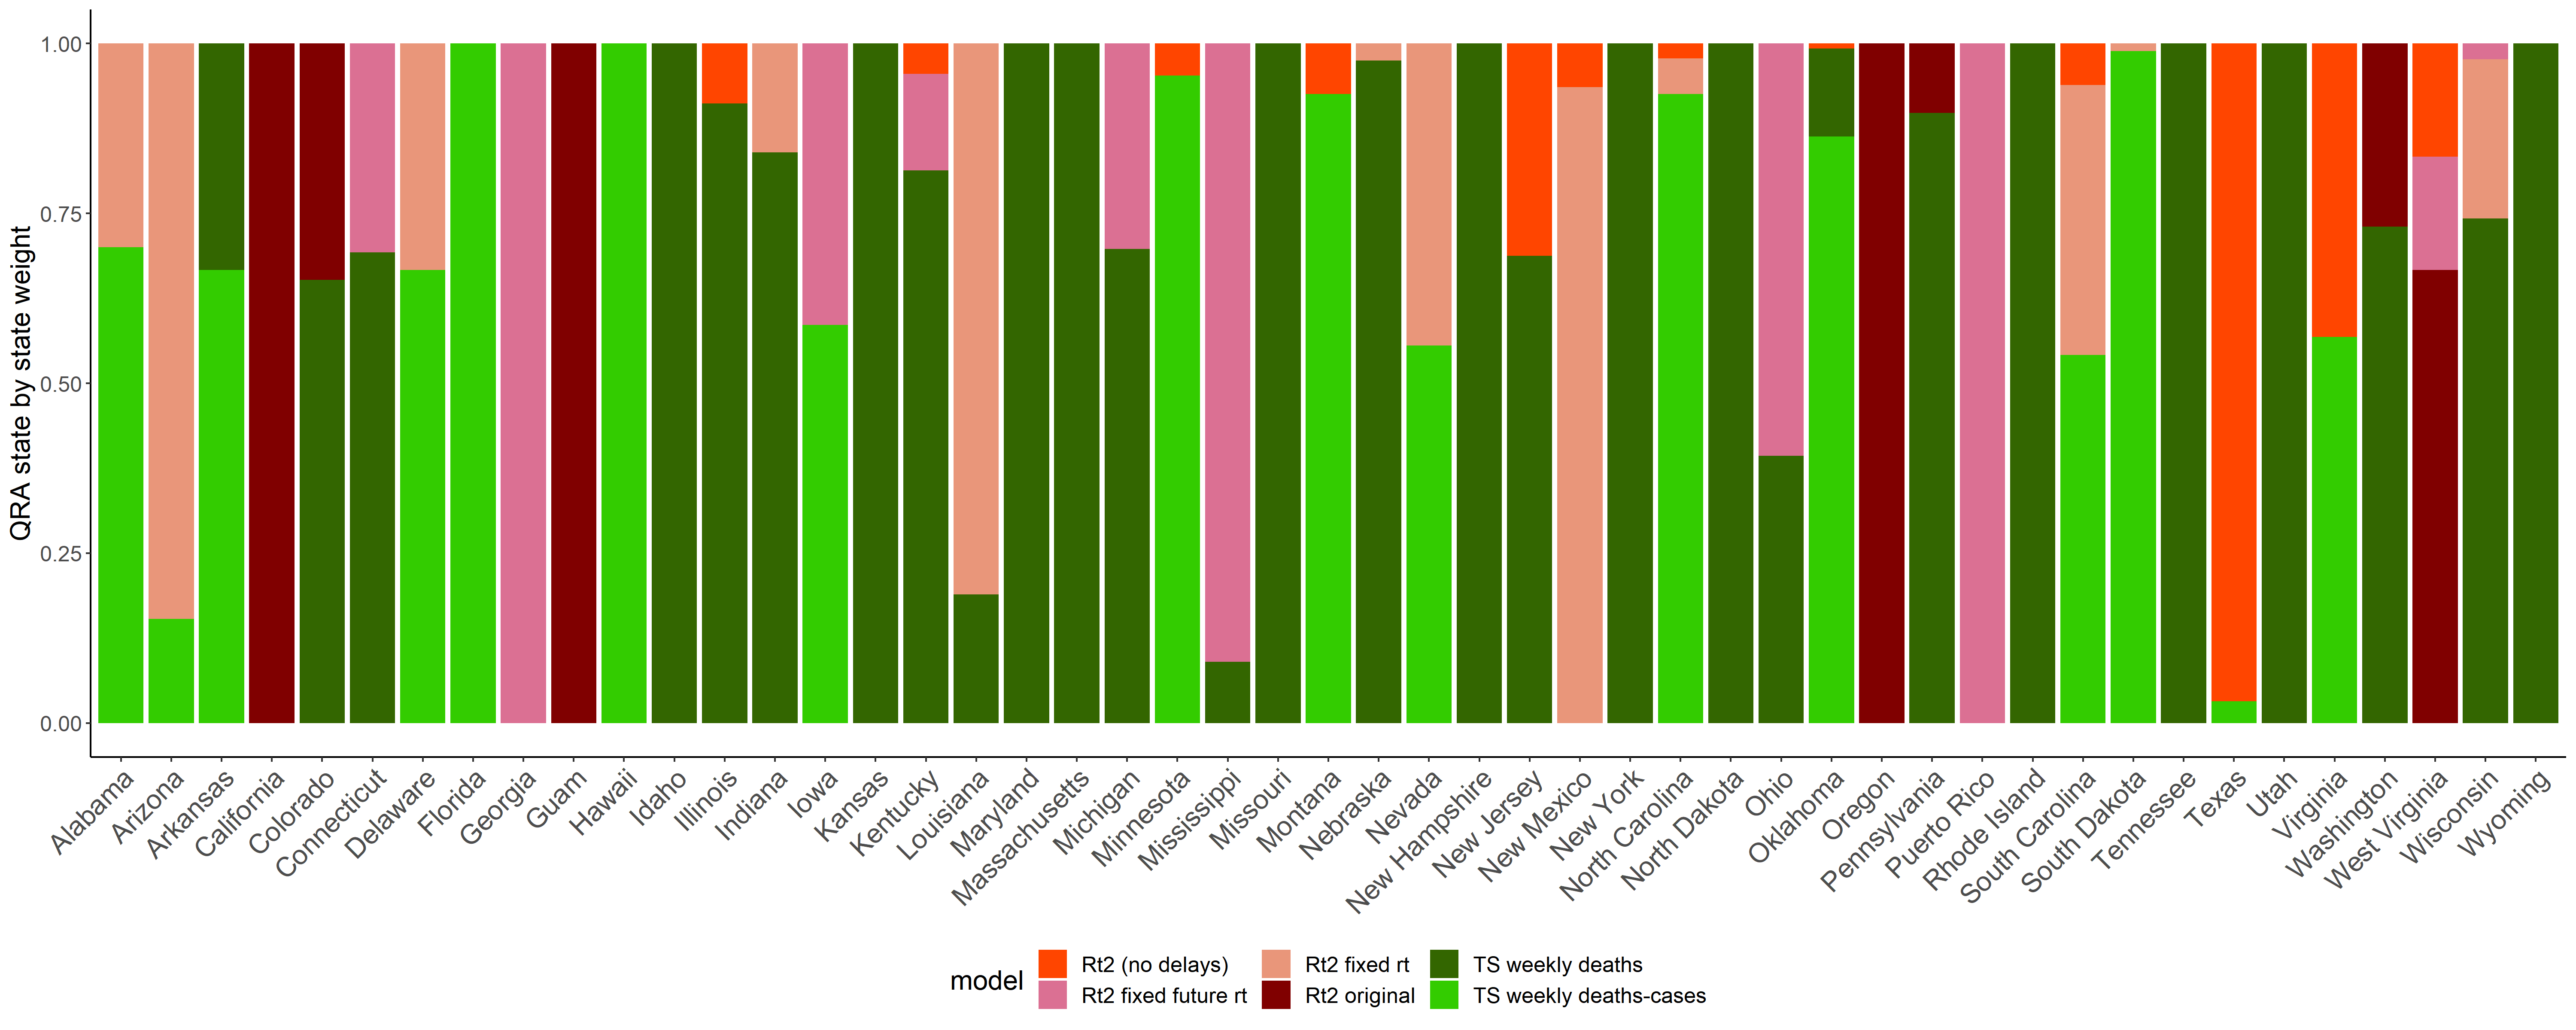 QRA state by state weight
1.00
0.75
0.50
0.25
0.00
Alabama
Arizona
Arkansas
California
Colorado
Connecticut
Delaware
Florida
Georgia
Guam
Hawaii
Idaho
Illinois
Indiana
Iowa
Kansas
Kentucky
Louisiana
Maryland
Massachusetts
Michigan
Minnesota
Mississippi
Missouri
Montana
Nebraska
Nevada
New Hampshire
New Jersey
New Mexico
New York
North Carolina
North Dakota
Ohio
Oklahoma
Oregon
Pennsylvania
Puerto Rico
Rhode Island
South Carolina
South Dakota
Tennessee
Texas
Utah
Virginia
Washington
West Virginia
Wisconsin
Wyoming
model
Rt2 (no delays)
Rt2 fixed rt
TS weekly deaths
Rt2 fixed future rt
Rt2 original
TS weekly deaths-cases